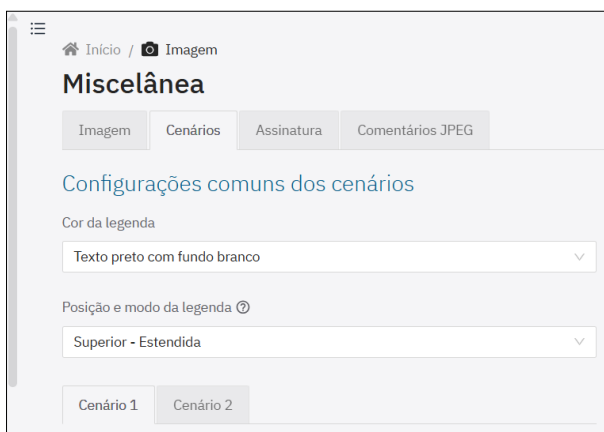 Início / Imagem
Miscelânea
Imagem Cenários Assinatura Comentários JPEG
Configurações comuns dos cenários
Cor da legenda
Texto preto com fundo branco
Posição e modo da legenda
Superior - Estendida
Cenário 1 Cenário 2